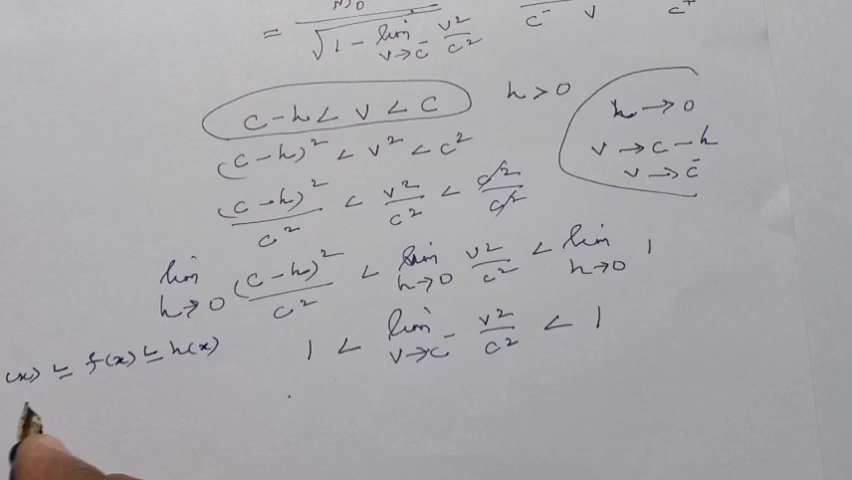 = m₀ / √(1 - lim v→c⁻ v²/c²)
c⁻ v c⁺
c-h < v < c
h > 0
h → 0
v → c-h
v → c⁻
(c-h)² < v² < c²
(c-h)²/c² < v²/c² < c²/c²
lim h→0 (c-h)²/c² < lim h→0 v²/c² < lim h→0 1
1 < lim v→c⁻ v²/c² < 1
(x) ≤ f(x) ≤ h(x)